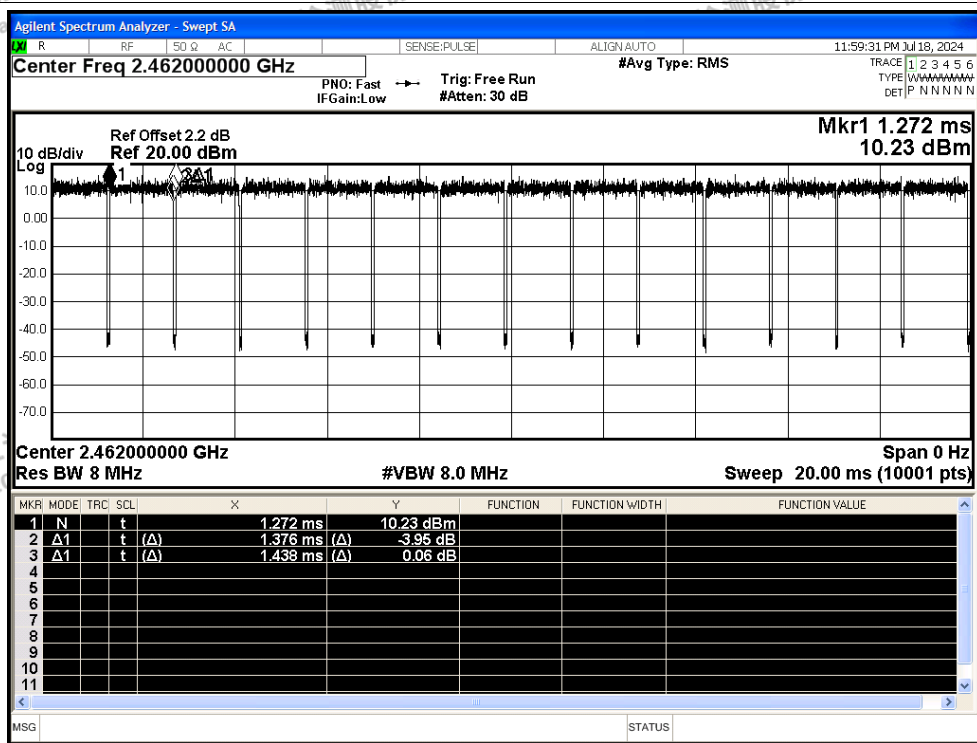 Agilent Spectrum Analyzer - Swept SA
LXI R RF 50 Ω AC SENSE:PULSE ALIGN AUTO 11:59:31 PM Jul 18, 2024
Center Freq 2.462000000 GHz #Avg Type: RMS TRACE 1 2 3 4 5 6
PNO: Fast Trig: Free Run TYPE
IFGain:Low #Atten: 30 dB DET P N N N N N
Mkr1 1.272 ms
10.23 dBm
Ref Offset 2.2 dB
10 dB/div Ref 20.00 dBm
Log
1
3Δ1
10.0
0.00
-10.0
-20.0
-30.0
-40.0
-50.0
-60.0
-70.0
Center 2.462000000 GHz Span 0 Hz
Res BW 8 MHz #VBW 8.0 MHz Sweep 20.00 ms (10001 pts)
MKR MODE TRC SCL X Y FUNCTION FUNCTION WIDTH FUNCTION VALUE
1 N t 1.272 ms 10.23 dBm
2 Δ1 t (Δ) 1.376 ms (Δ) -3.95 dB
3 Δ1 t (Δ) 1.438 ms (Δ) 0.06 dB
4
5
6
7
8
9
10
11
MSG STATUS